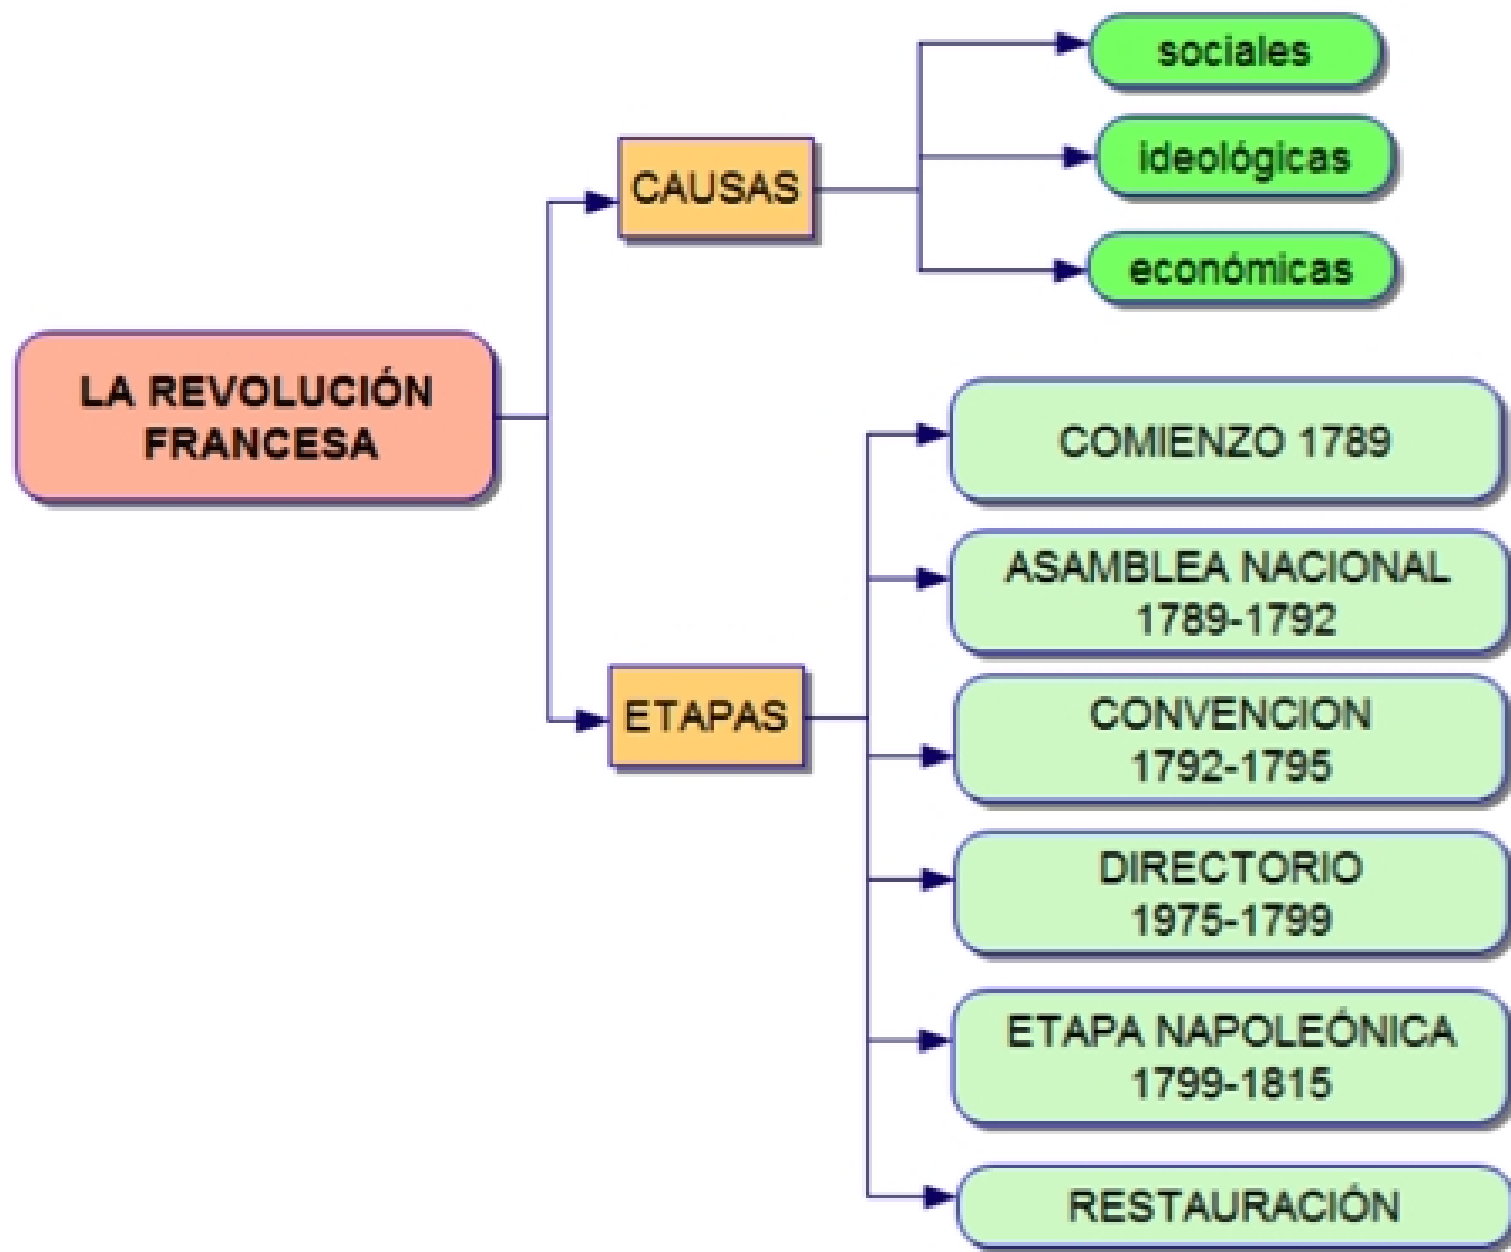 LA REVOLUCIÓN
FRANCESA
CAUSAS
sociales
ideológicas
económicas
ETAPAS
COMIENZO 1789
ASAMBLEA NACIONAL
1789-1792
CONVENCION
1792-1795
DIRECTORIO
1975-1799
ETAPA NAPOLEÓNICA
1799-1815
RESTAURACIÓN